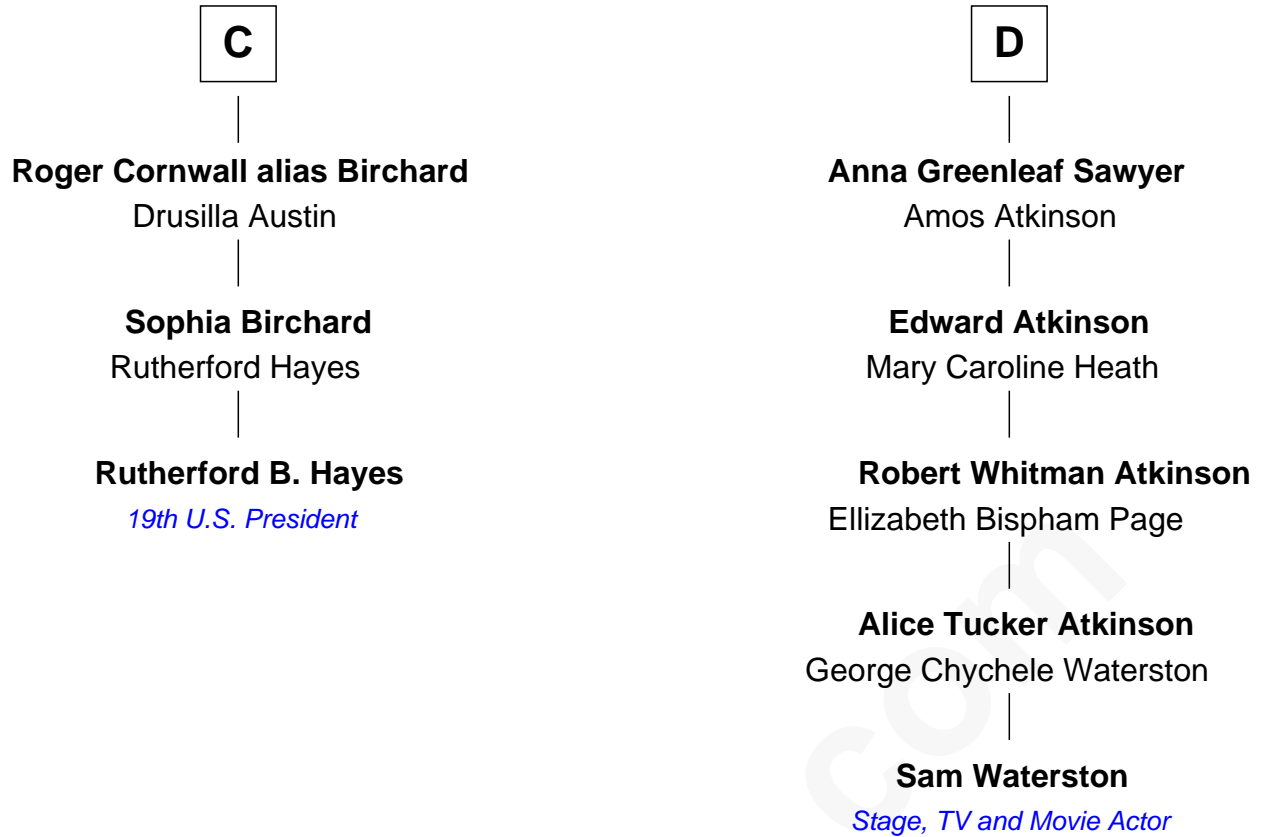 C
Roger Cornwall alias Birchard
Drusilla Austin
Sophia Birchard
Rutherford Hayes
Rutherford B. Hayes
19th U.S. President
D
Anna Greenleaf Sawyer
Amos Atkinson
Edward Atkinson
Mary Caroline Heath
Robert Whitman Atkinson
Ellizabeth Bispham Page
Alice Tucker Atkinson
George Chychele Waterston
Sam Waterston
Stage, TV and Movie Actor
com